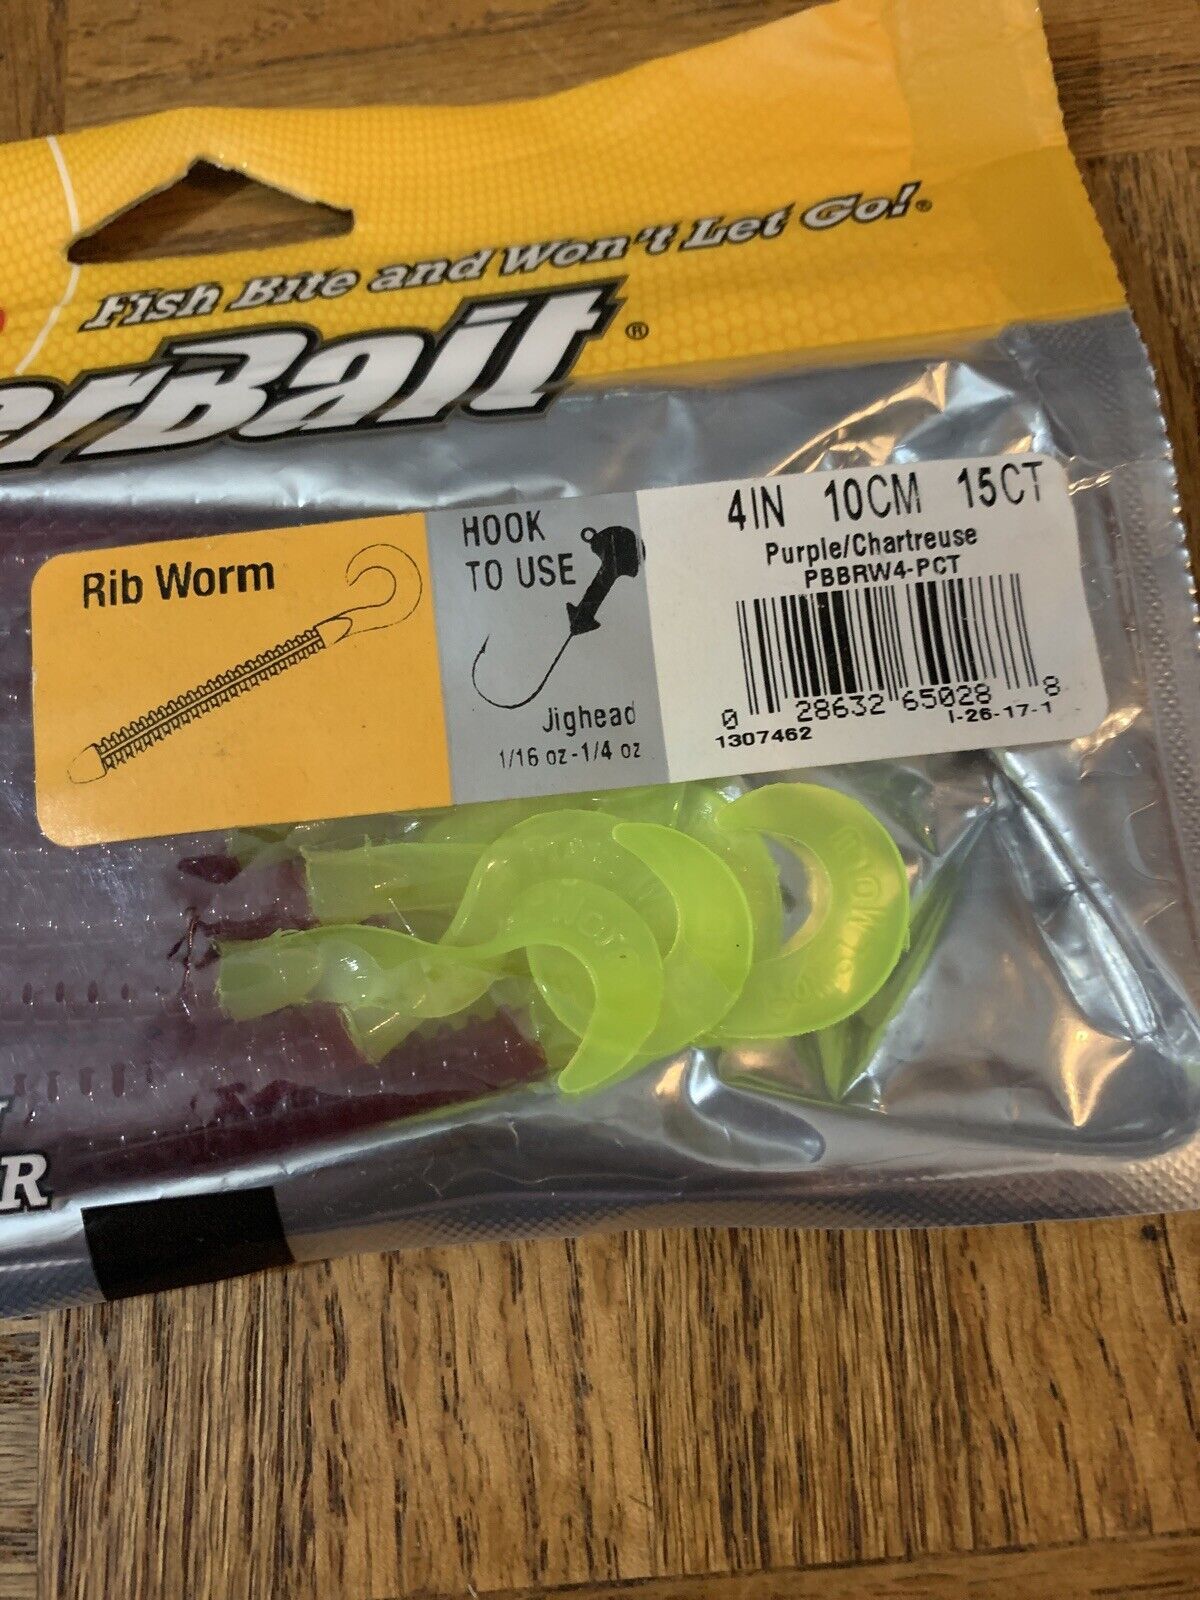 Fish Bite and Won't Let Go!®
erBait®
Rib Worm
HOOK
TO USE
Jighead
1/16 oz-1/4 oz
4IN 10CM 15CT
Purple/Chartreuse
PBBRW4-PCT
0 28632 65028 8
1307462 I-26-17-1
R